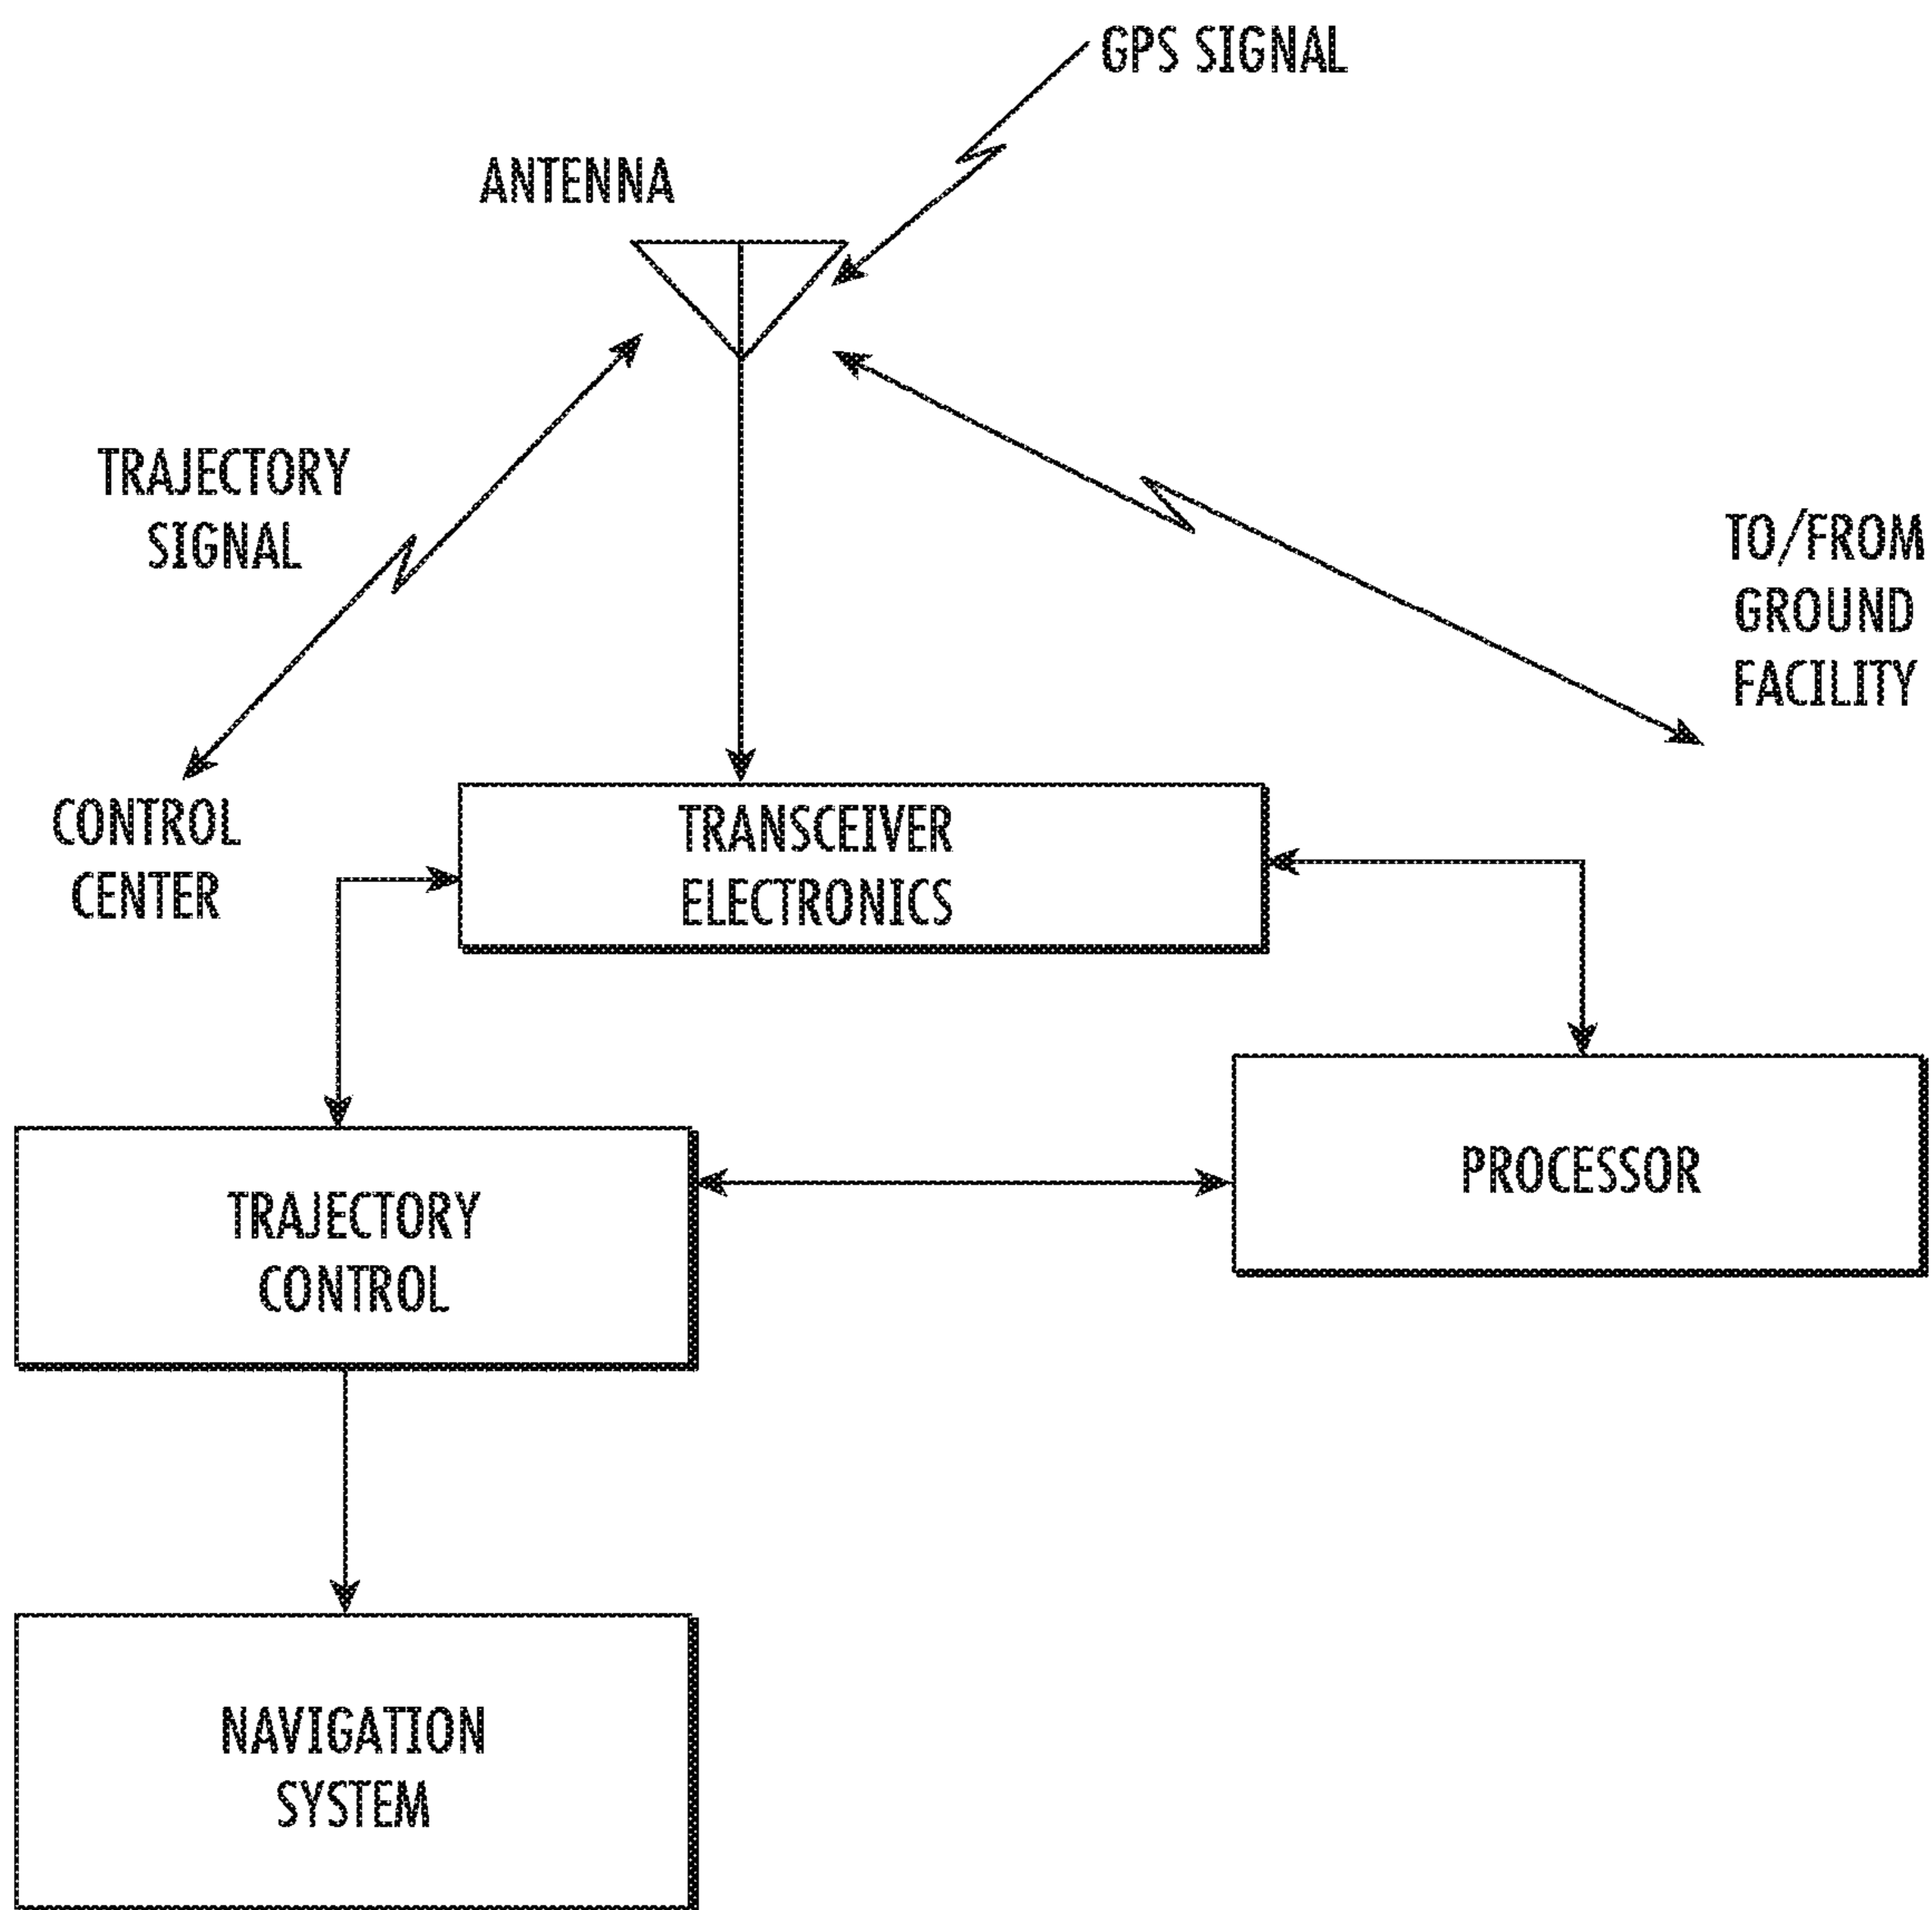 GPS SIGNAL
ANTENNA
TRAJECTORY
SIGNAL
TO/FROM
GROUND
FACILITY
CONTROL
CENTER
TRANSCEIVER
ELECTRONICS
PROCESSOR
TRAJECTORY
CONTROL
NAVIGATION
SYSTEM